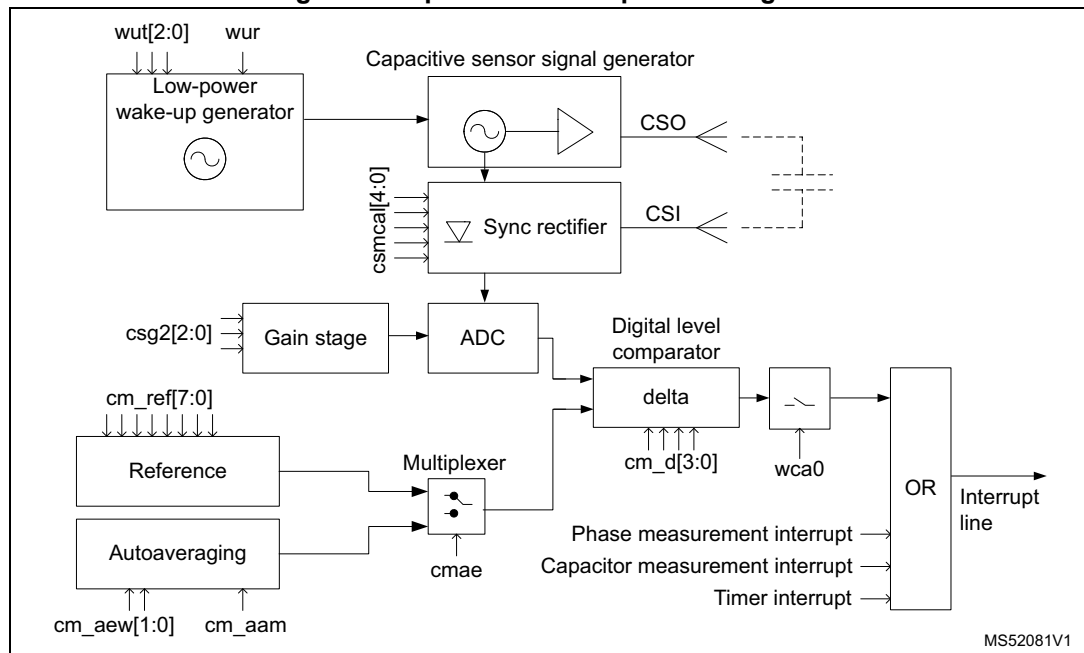 wut[2:0]
wur
Low-power
wake-up generator
Capacitive sensor signal generator
CSO
csmcal[4:0]
Sync rectifier
CSI
csg2[2:0]
Gain stage
ADC
Digital level
comparator
delta
cm_d[3:0]
wca0
cm_ref[7:0]
Reference
Multiplexer
cmae
Autoaveraging
cm_aew[1:0]
cm_aam
OR
Interrupt
line
Phase measurement interrupt
Capacitor measurement interrupt
Timer interrupt
MS52081V1